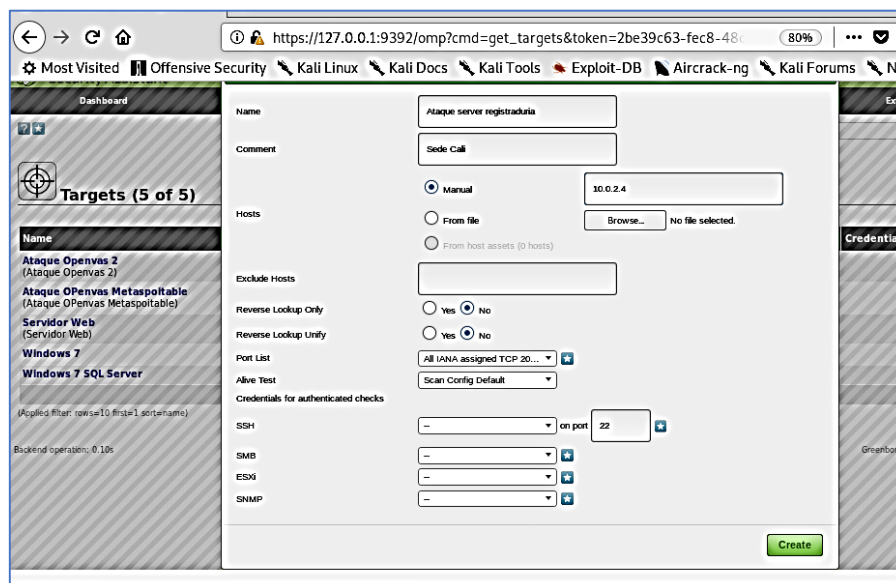 https://127.0.0.1:9392/omp?cmd=get_targets&token=2be39c63-fec8-48c
80%
Most Visited Offensive Security Kali Linux Kali Docs Kali Tools Exploit-DB Aircrack-ng Kali Forums N
Dashboard
Ex
Targets (5 of 5)
Name
Credentia
Ataque Openvas 2
(Ataque Openvas 2)
Ataque OPenvas Metaspoitable
(Ataque OPenvas Metaspoitable)
Servidor Web
(Servidor Web)
Windows 7
Windows 7 SQL Server
(Applied filter: rows=10 first=1 sort=name)
Backend operation: 0.10s
Greenbon
Name Ataque server registraduria
Comment Sede Cali
Hosts
Manual 10.0.2.4
From file Browse... No file selected.
From host assets (0 hosts)
Exclude Hosts
Reverse Lookup Only Yes No
Reverse Lookup Unify Yes No
Port List All IANA assigned TCP 20...
Alive Test Scan Config Default
Credentials for authenticated checks
SSH -- on port 22
SMB --
ESXi --
SNMP --
Create